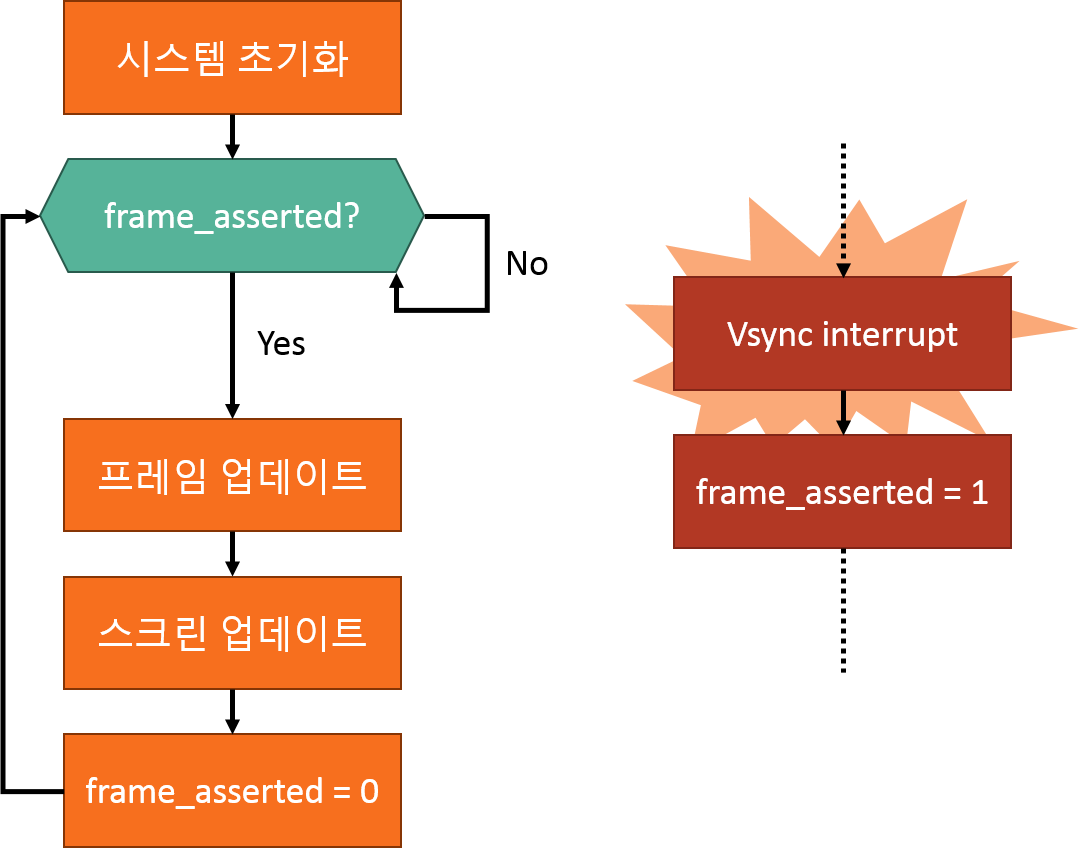 시스템 초기화
frame_asserted?
No
Yes
프레임 업데이트
스크린 업데이트
frame_asserted = 0
Vsync interrupt
frame_asserted = 1